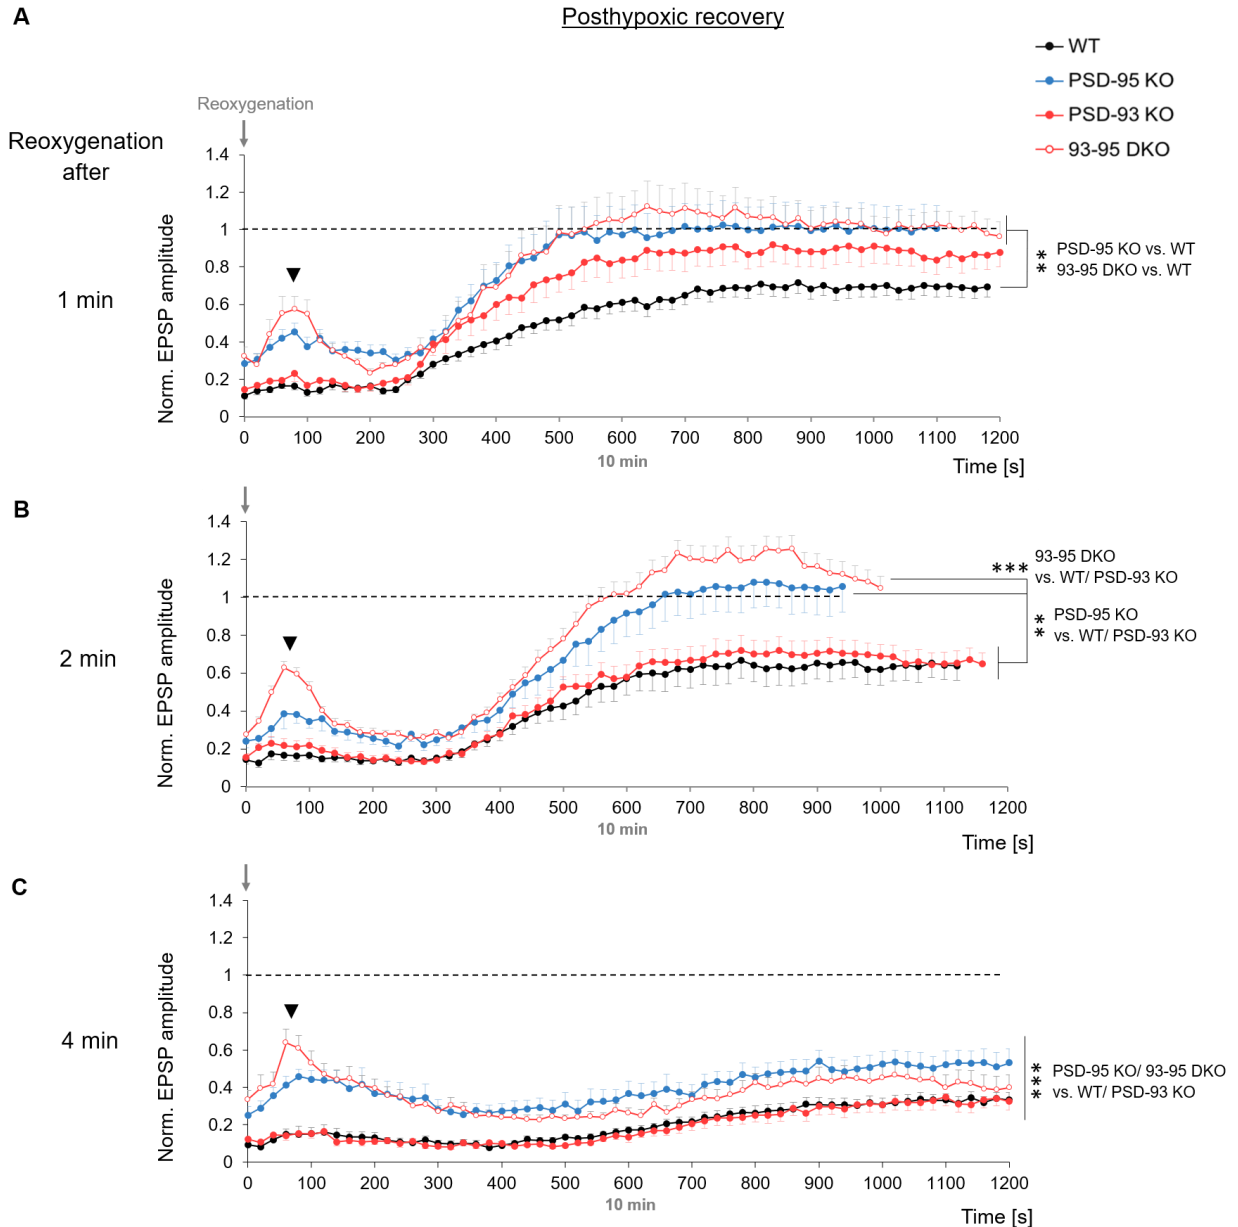 A
Posthypoxic recovery
WT
PSD-95 KO
PSD-93 KO
93-95 DKO
Reoxygenation
Reoxygenation
after
1 min
Norm. EPSP amplitude
1.4
1.2
1
0.8
0.6
0.4
0.2
0
0 100 200 300 400 500 600 700 800 900 1000 1100 1200
10 min
Time [s]
** PSD-95 KO vs. WT
93-95 DKO vs. WT
B
2 min
Norm. EPSP amplitude
1.4
1.2
1
0.8
0.6
0.4
0.2
0
0 100 200 300 400 500 600 700 800 900 1000 1100 1200
10 min
Time [s]
*** 93-95 DKO
vs. WT/ PSD-93 KO
** PSD-95 KO
vs. WT/ PSD-93 KO
C
4 min
Norm. EPSP amplitude
1.4
1.2
1
0.8
0.6
0.4
0.2
0
0 100 200 300 400 500 600 700 800 900 1000 1100 1200
10 min
Time [s]
*** PSD-95 KO/ 93-95 DKO
vs. WT/ PSD-93 KO